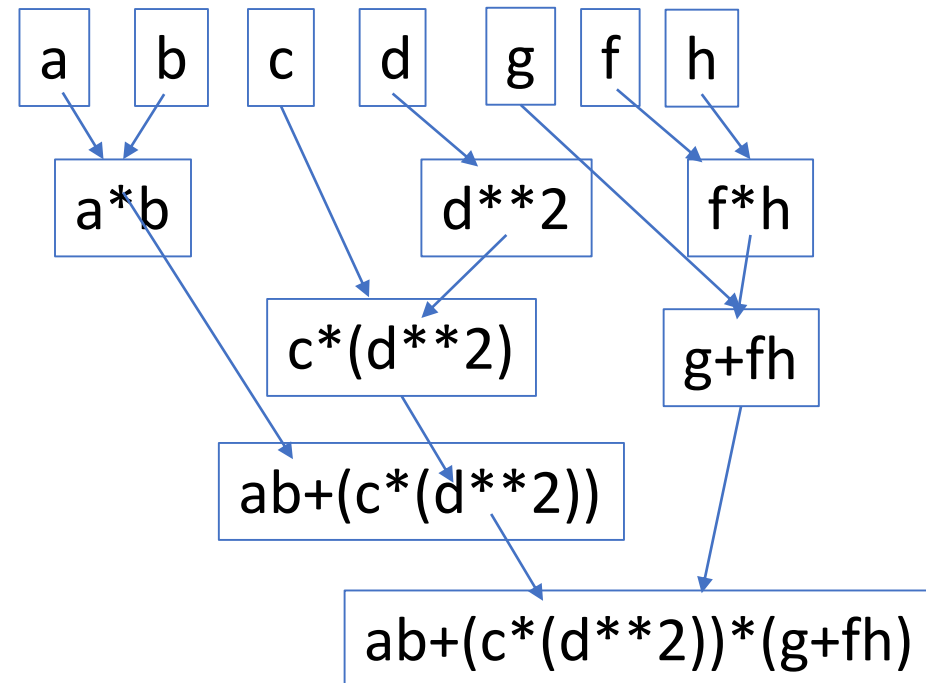 a b c d g f h
a*b d**2 f*h
c*(d**2)
g+fh
ab+(c*(d**2))
ab+(c*(d**2))*(g+fh)